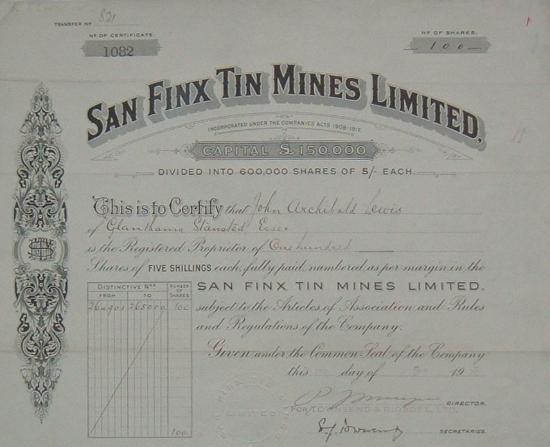 TRANSFER Nº 821
Nº OF CERTIFICATE.
1082
Nº OF SHARES.
100
SAN FINX TIN MINES LIMITED.
INCORPORATED UNDER THE COMPANIES ACTS 1908-1917.
CAPITAL £150,000
DIVIDED INTO 600,000 SHARES OF 5/- EACH.
This is to Certify that John Archibald Lewis
of Glanthams Stansted Essex
is the Registered Proprietor of One hundred
Shares of FIVE SHILLINGS each, fully paid, numbered as per margin in the
SAN FINX TIN MINES LIMITED.
subject to the Articles of Association and Rules
and Regulations of the Company.
DISTINCTIVE Nos
FROM TO
NUMBER OF SHARES
264901 265000 100
100
Given under the Common Seal of the Company
this day of 19
DIRECTOR.
LTD.
SECRETARIES.